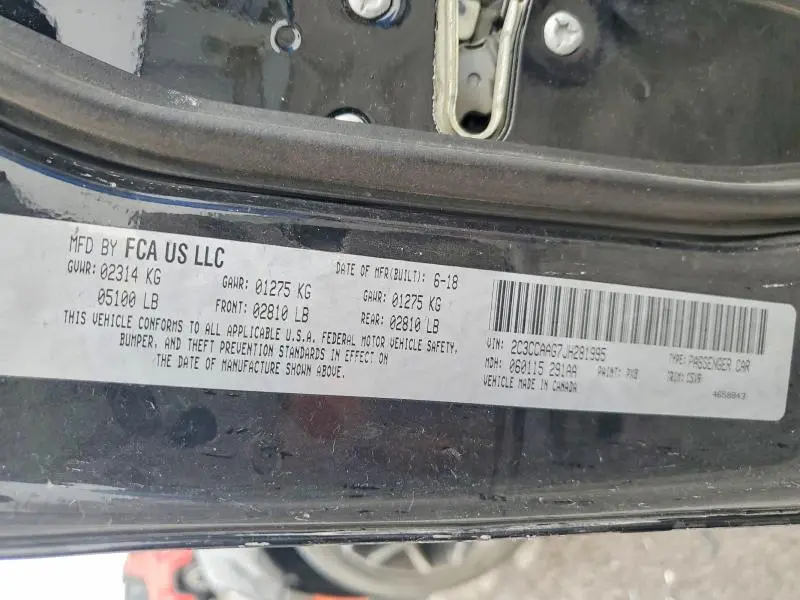 MFD BY FCA US LLC
DATE OF MFR(BUILT): 6-18
GVWR: 02314 KG
GAWR: 01275 KG
GAWR: 01275 KG
05100 LB
FRONT: 02810 LB
REAR: 02810 LB
THIS VEHICLE CONFORMS TO ALL APPLICABLE U.S.A. FEDERAL MOTOR VEHICLE SAFETY,
BUMPER, AND THEFT PREVENTION STANDARDS IN EFFECT ON
THE DATE OF MANUFACTURE SHOWN ABOVE.
VIN: 2C3CCAAG7JH281995
TYPE: PASSENGER CAR
MDH: 060115 291AA
PAINT: PXB
TRIM: CSVR
VEHICLE MADE IN CANADA
4658843